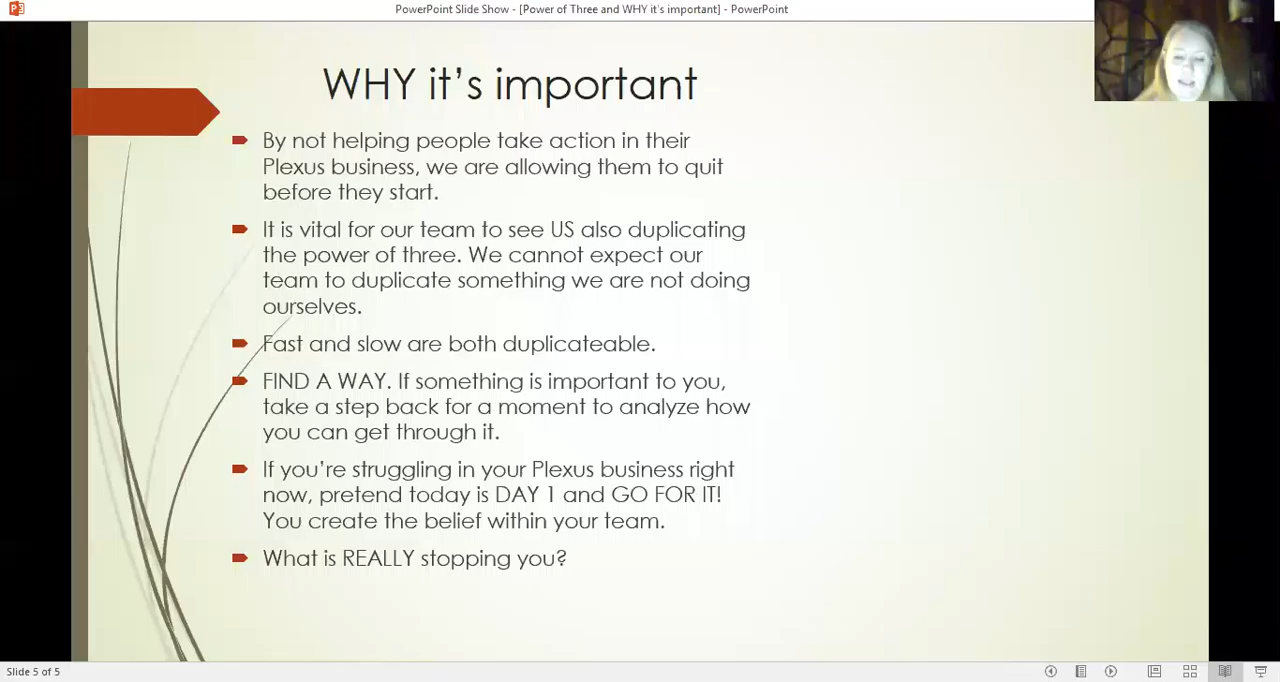 PowerPoint Slide Show - [Power of Three and WHY it's important] - PowerPoint
WHY it's important
By not helping people take action in their
Plexus business, we are allowing them to quit
before they start.
It is vital for our team to see US also duplicating
the power of three. We cannot expect our
team to duplicate something we are not doing
ourselves.
Fast and slow are both duplicateable.
FIND A WAY. If something is important to you,
take a step back for a moment to analyze how
you can get through it.
If you're struggling in your Plexus business right
now, pretend today is DAY 1 and GO FOR IT!
You create the belief within your team.
What is REALLY stopping you?
Slide 5 of 5